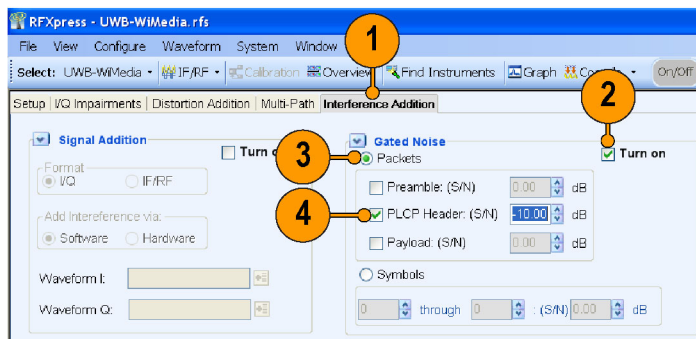 RFXpress - UWB-WiMedia.rfs
File View Configure Waveform System Window
Select: UWB-WiMedia IF/RF Calibration Overview Find Instruments Graph On/Off
Setup I/Q Impairments Distortion Addition Multi-Path Interference Addition
1
2
3
4
Signal Addition
Turn
Format
I/Q IF/RF
Add Intereference via:
Software Hardware
Waveform I:
Waveform Q:
Gated Noise
Turn on
Packets
Preamble: (S/N) 0.00 dB
PLCP Header: (S/N) -10.00 dB
Payload: (S/N) 0.00 dB
Symbols
0 through 0 : (S/N) 0.00 dB